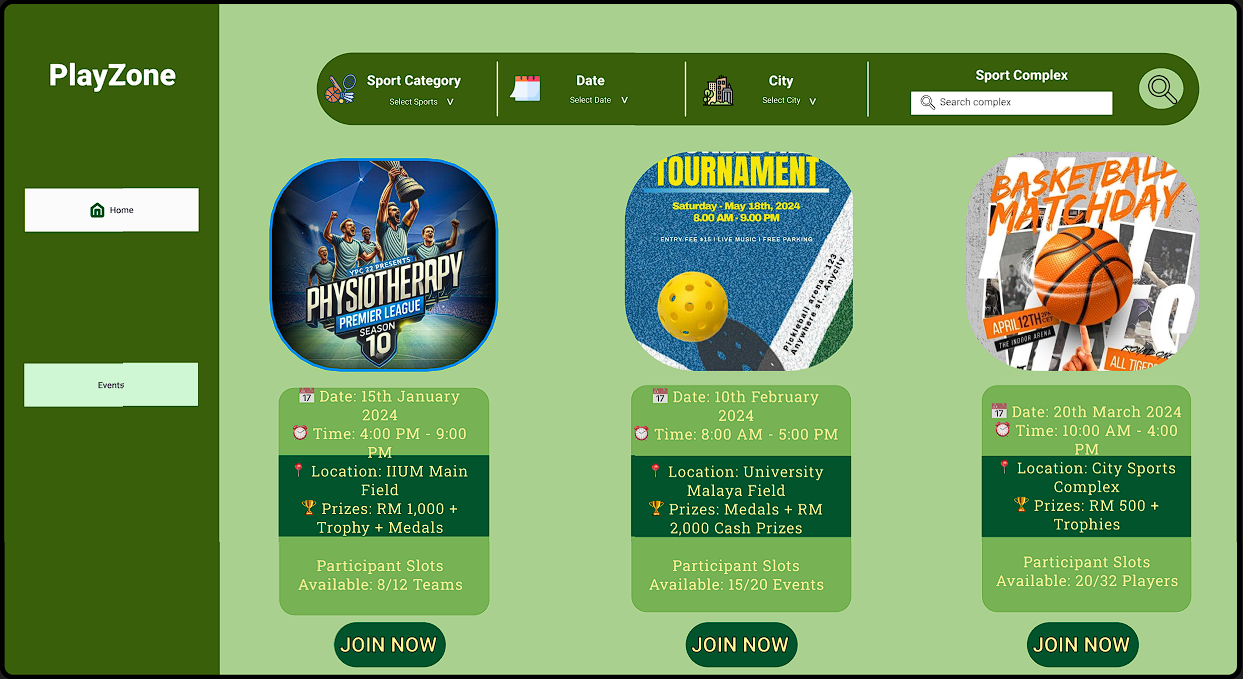 PlayZone
Home
Events
Sport Category
Select Sports V
Date
Select Date V
City
Select City V
Sport Complex
Search complex
YPC 22 PRESENTS
PHYSIOTHERAPY
PREMIER LEAGUE
SEASON
10
📅 Date: 15th January
2024
⏰ Time: 4:00 PM - 9:00
PM
📍 Location: IIUM Main
Field
🏆 Prizes: RM 1,000 +
Trophy + Medals
Participant Slots
Available: 8/12 Teams
JOIN NOW
TOURNAMENT
Saturday - May 18th, 2024
8.00 AM - 9.00 PM
ENTRY FEE $15 I LIVE MUSIC I FREE PARKING
Pickleball arena - 123
Anywhere st., Anycity
📅 Date: 10th February
2024
⏰ Time: 8:00 AM - 5:00 PM
📍 Location: University
Malaya Field
🏆 Prizes: Medals + RM
2,000 Cash Prizes
Participant Slots
Available: 15/20 Events
JOIN NOW
BASKETBALL
MATCHDAY
APRIL 12TH
THE INDOOR ARENA
ALL TIGER
📅 Date: 20th March 2024
⏰ Time: 10:00 AM - 4:00
PM
📍 Location: City Sports
Complex
🏆 Prizes: RM 500 +
Trophies
Participant Slots
Available: 20/32 Players
JOIN NOW